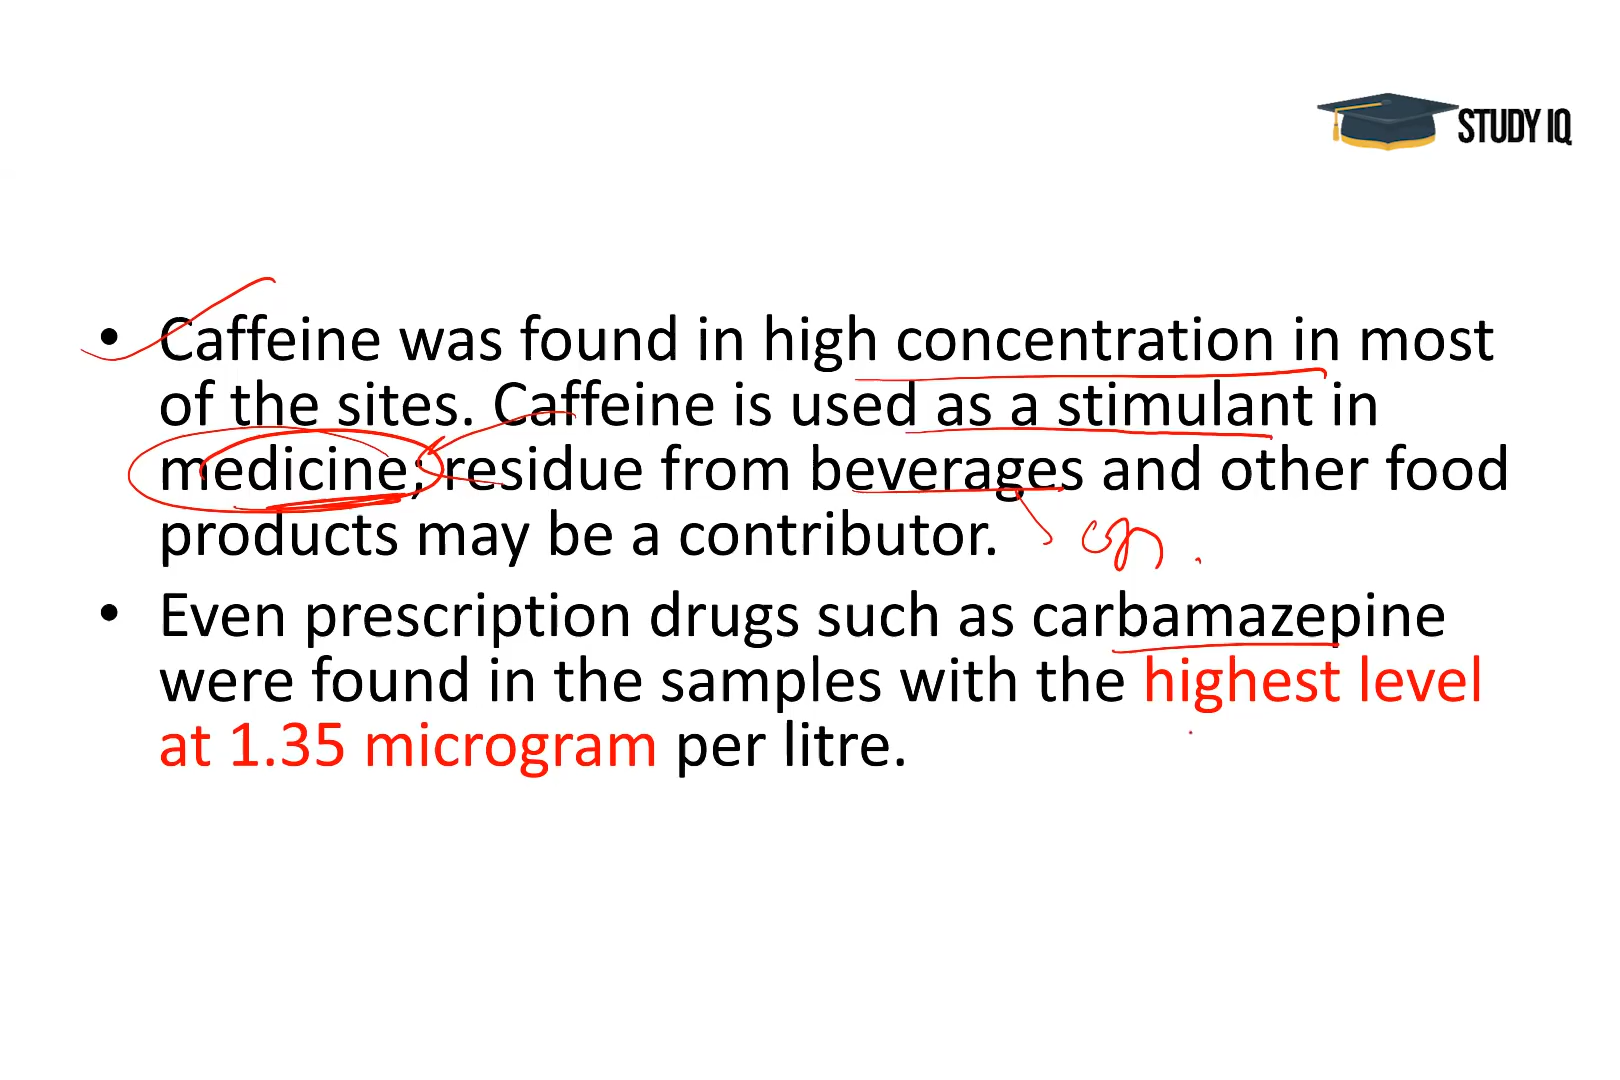 STUDY IQ
• Caffeine was found in high concentration in most
of the sites. Caffeine is used as a stimulant in
medicine; residue from beverages and other food
products may be a contributor.
• Even prescription drugs such as carbamazepine
were found in the samples with the highest level
at 1.35 microgram per litre.